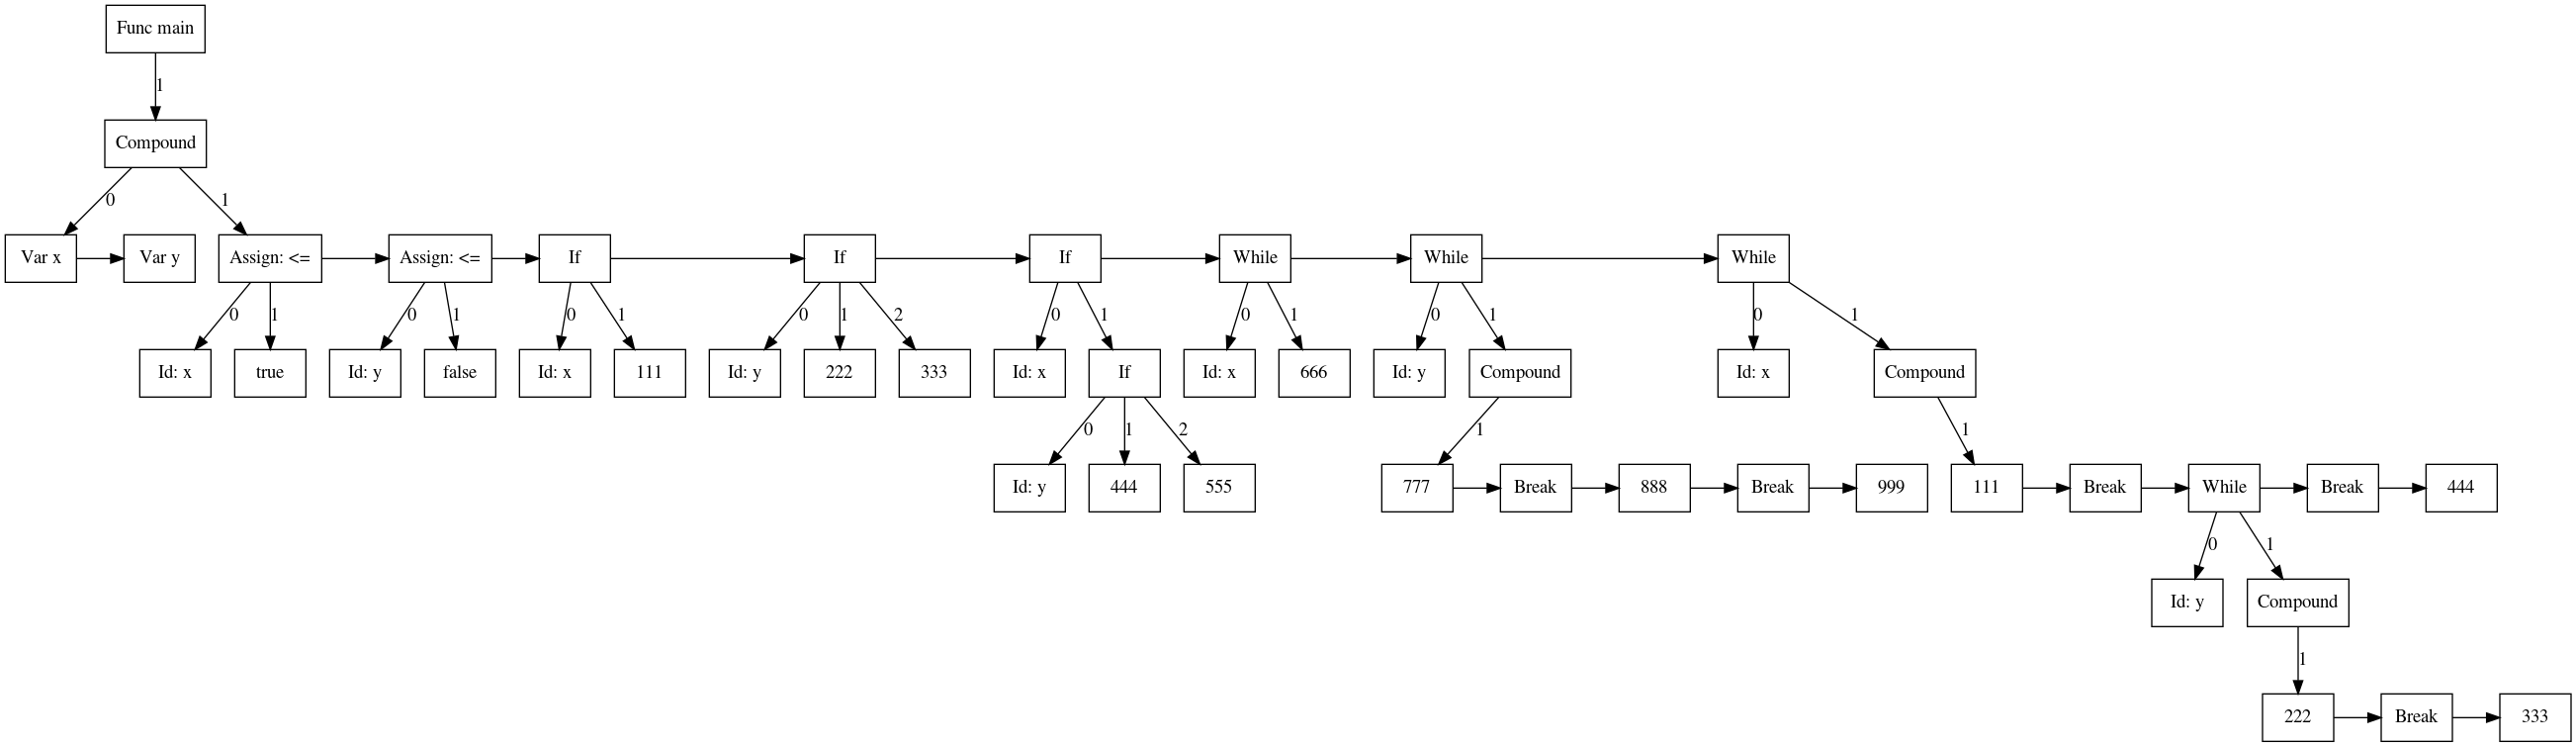 Func main
1
Compound
0 1
Var x Var y Assign: <= Assign: <= If If If While While While
0 1 0 1 0 1 0 1 2 0 1 0 1 0 1 0 1
Id: x true Id: y false Id: x 111 Id: y 222 333 Id: x If Id: x 666 Id: y Compound Id: x Compound
0 1 2 1 1
Id: y 444 555 777 Break 888 Break 999 111 Break While Break 444
0 1
Id: y Compound
1
222 Break 333